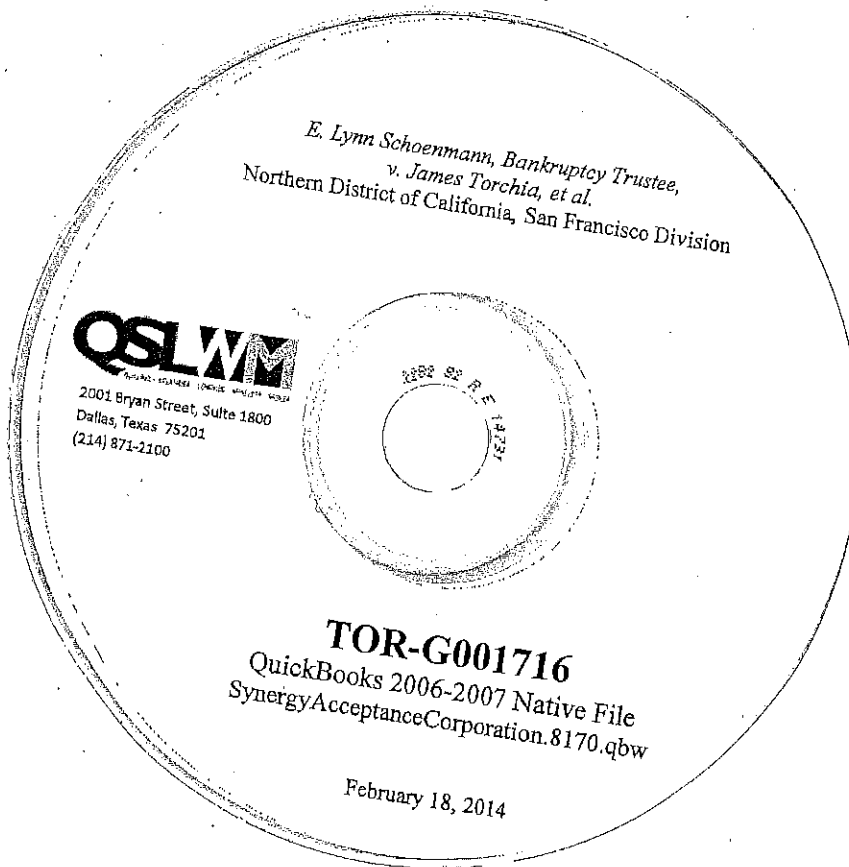 E. Lynn Schoenmann, Bankruptcy Trustee,
v. James Torchia, et al.
Northern District of California, San Francisco Division
QSLWM
2001 Bryan Street, Suite 1800
Dallas, Texas 75201
(214) 871-2100
TOR-G001716
QuickBooks 2006-2007 Native File
SynergyAcceptanceCorporation.8170.qbw
February 18, 2014